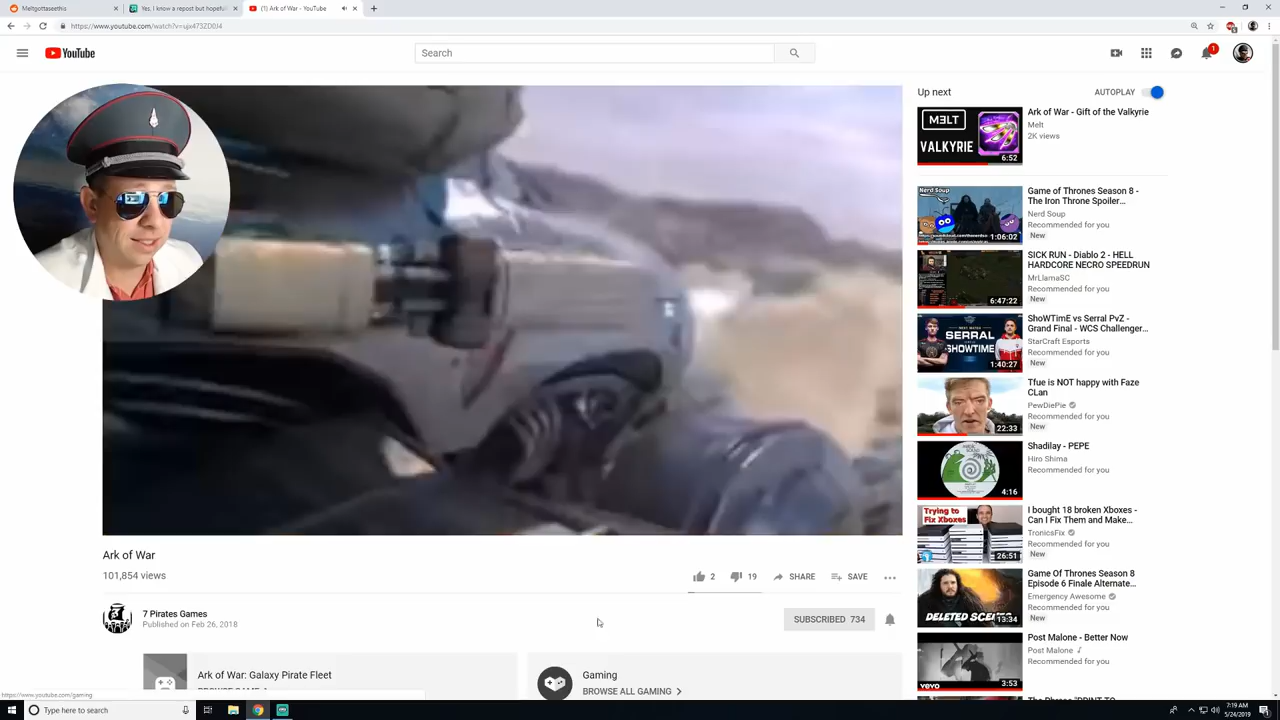 Meltgottaseethis
Yes, I know a repost but hopeful
(1) Ark of War - YouTube
https://www.youtube.com/watch?v=ujx473ZD0J4
YouTube
Search
1
Up next
AUTOPLAY
MELT
VALKYRIE
6:52
Ark of War - Gift of the Valkyrie
Melt
2K views
Nerd Soup
1:06:02
Game of Thrones Season 8 -
The Iron Throne Spoiler...
Nerd Soup
Recommended for you
New
6:47:22
SICK RUN - Diablo 2 - HELL
HARDCORE NECRO SPEEDRUN
MrLlamaSC
Recommended for you
New
SERRAL
SHOWTIME
1:40:27
ShoWTimE vs Serral PvZ -
Grand Final - WCS Challenger...
StarCraft Esports
Recommended for you
New
22:33
Tfue is NOT happy with Faze
CLan
PewDiePie
Recommended for you
New
4:16
Shadilay - PEPE
Hiro Shima
Recommended for you
Trying to
Fix Xboxes
26:51
I bought 18 broken Xboxes -
Can I Fix Them and Make...
TronicsFix
Recommended for you
New
DELETED SCENES
13:34
Game Of Thrones Season 8
Episode 6 Finale Alternate...
Emergency Awesome
Recommended for you
New
vevo
3:53
Post Malone - Better Now
Post Malone
Recommended for you
Ark of War
101,854 views
2
19
SHARE
SAVE
7 Pirates Games
Published on Feb 26, 2018
SUBSCRIBED 734
Ark of War: Galaxy Pirate Fleet
Gaming
BROWSE ALL GAMING
https://www.youtube.com/gaming
Type here to search
7:19 AM
5/24/2019